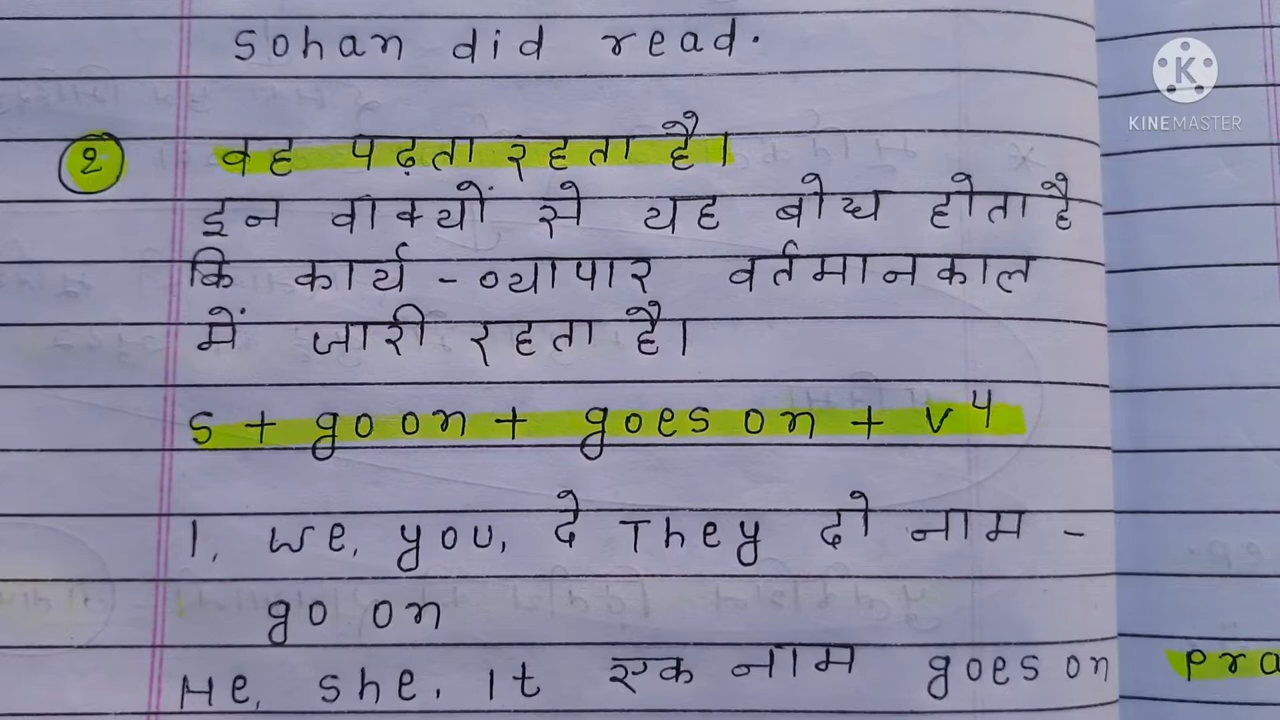 Sohan did read.
२ वह पढ़ता रहता है।
इन वाक्यों से यह बोध होता है
कि कार्य - व्यापार वर्तमानकाल
में जारी रहता है।
S + go on + goes on + v4
I, we, you, दे They दो नाम -
go on
He, she, It एक नाम goes on
KINEMASTER